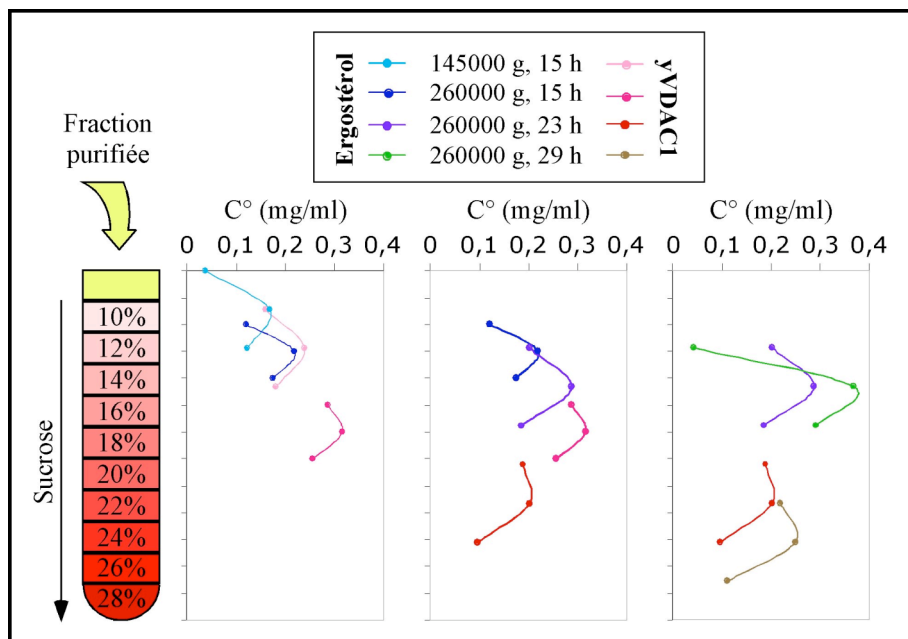 Ergostérol
145000 g, 15 h
260000 g, 15 h
260000 g, 23 h
260000 g, 29 h
yVDAC1
Fraction
purifiée
C° (mg/ml)
C° (mg/ml)
C° (mg/ml)
0 0,1 0,2 0,3 0,4
0 0,1 0,2 0,3 0,4
0 0,1 0,2 0,3 0,4
Sucrose
10%
12%
14%
16%
18%
20%
22%
24%
26%
28%